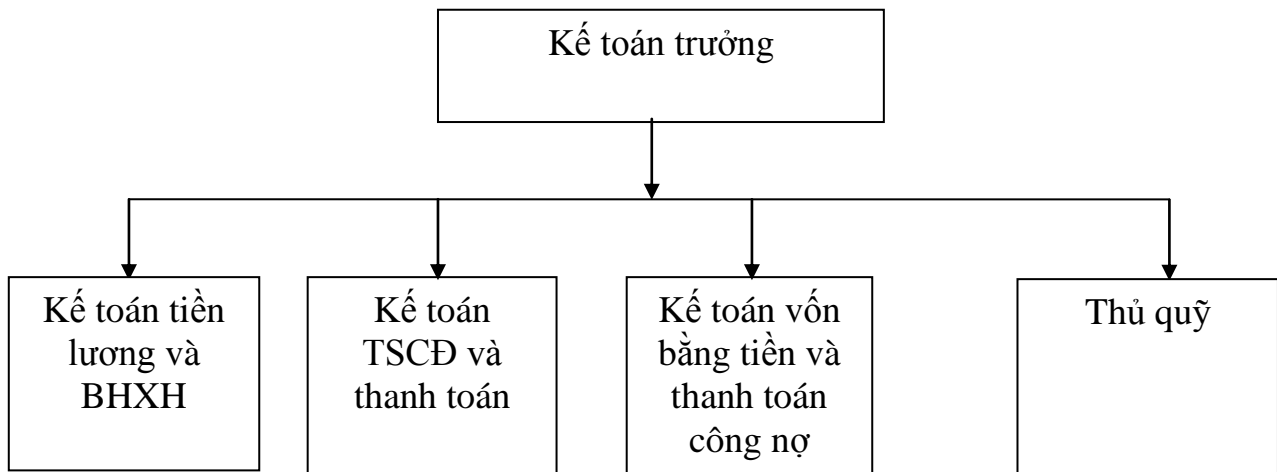 Kế toán trưởng
Kế toán tiền
lương và
BHXH
Kế toán
TSCĐ và
thanh toán
Kế toán vốn
bằng tiền và
thanh toán
công nợ
Thủ quỹ